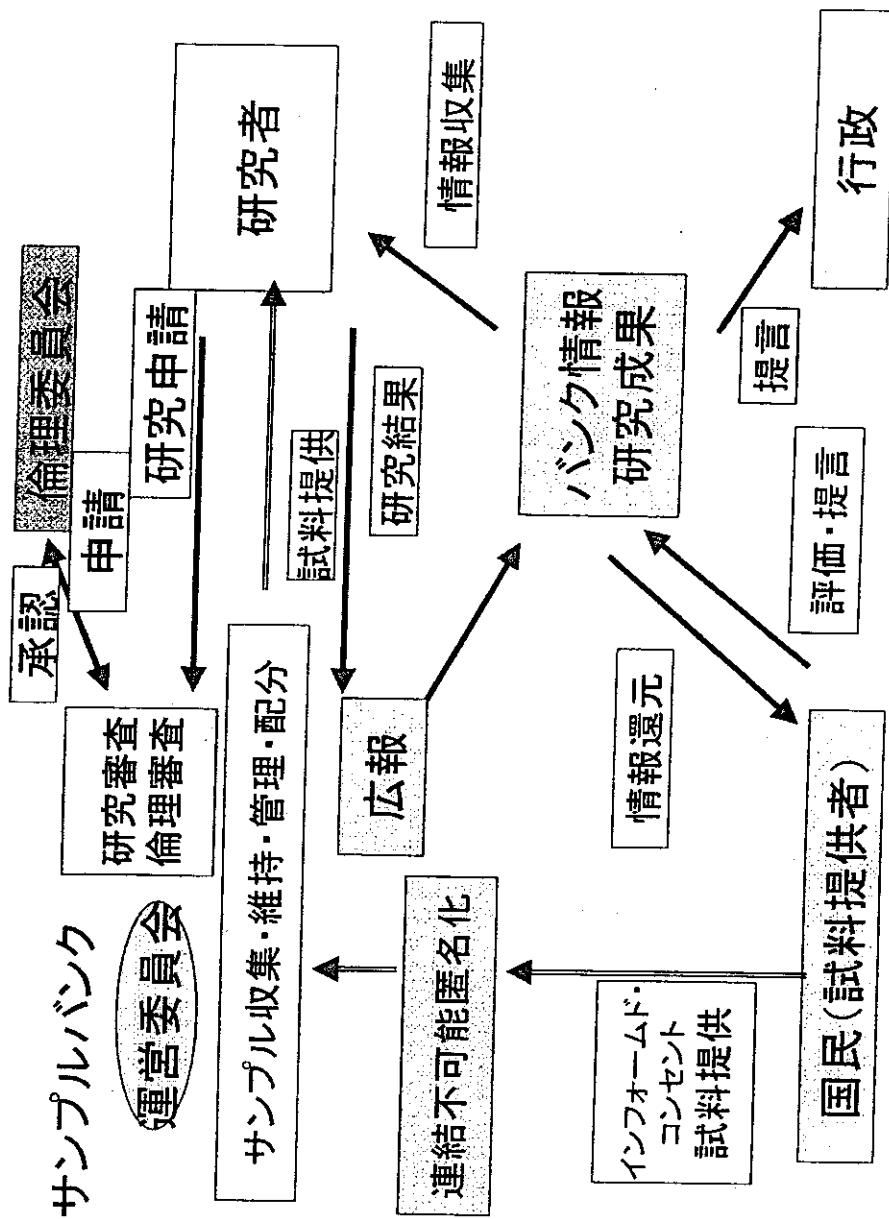 サンプルバンク
運営委員会
研究審査
倫理審査
承認
申請
倫理委員会
研究申請
研究者
サンプル収集・維持・管理・配分
試料提供
研究結果
広報
情報収集
連結不可能匿名化
バンク情報
研究成果
インフォームド・
コンセント
試料提供
情報還元
評価・提言
提言
国民(試料提供者)
行政